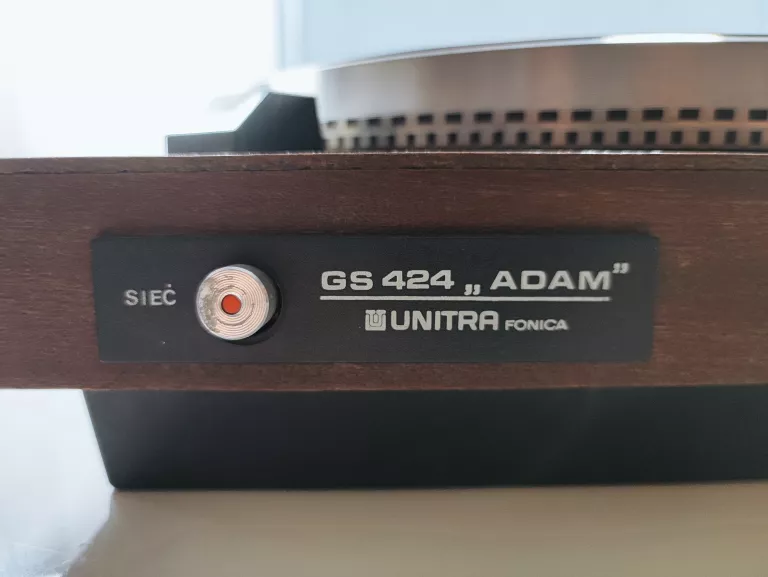 SIEĆ
GS 424 „ADAM”
UNITRA FONICA